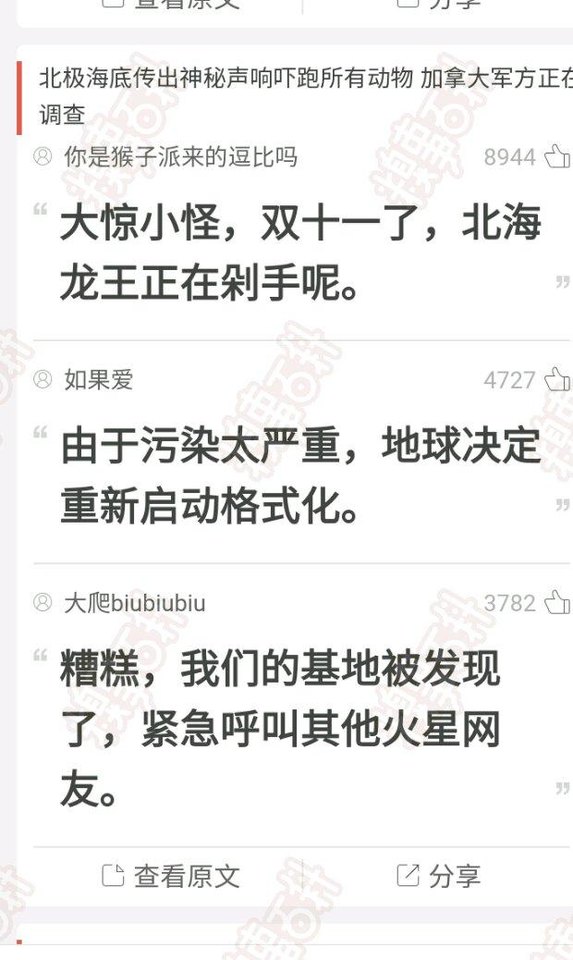 查看原文 分享
北极海底传出神秘声响吓跑所有动物 加拿大军方正在
调查
你是猴子派来的逗比吗 8944
大惊小怪，双十一了，北海
龙王正在剁手呢。
如果爱 4727
由于污染太严重，地球决定
重新启动格式化。
大爬biubiubiu 3782
糟糕，我们的基地被发现
了，紧急呼叫其他火星网
友。
查看原文 分享